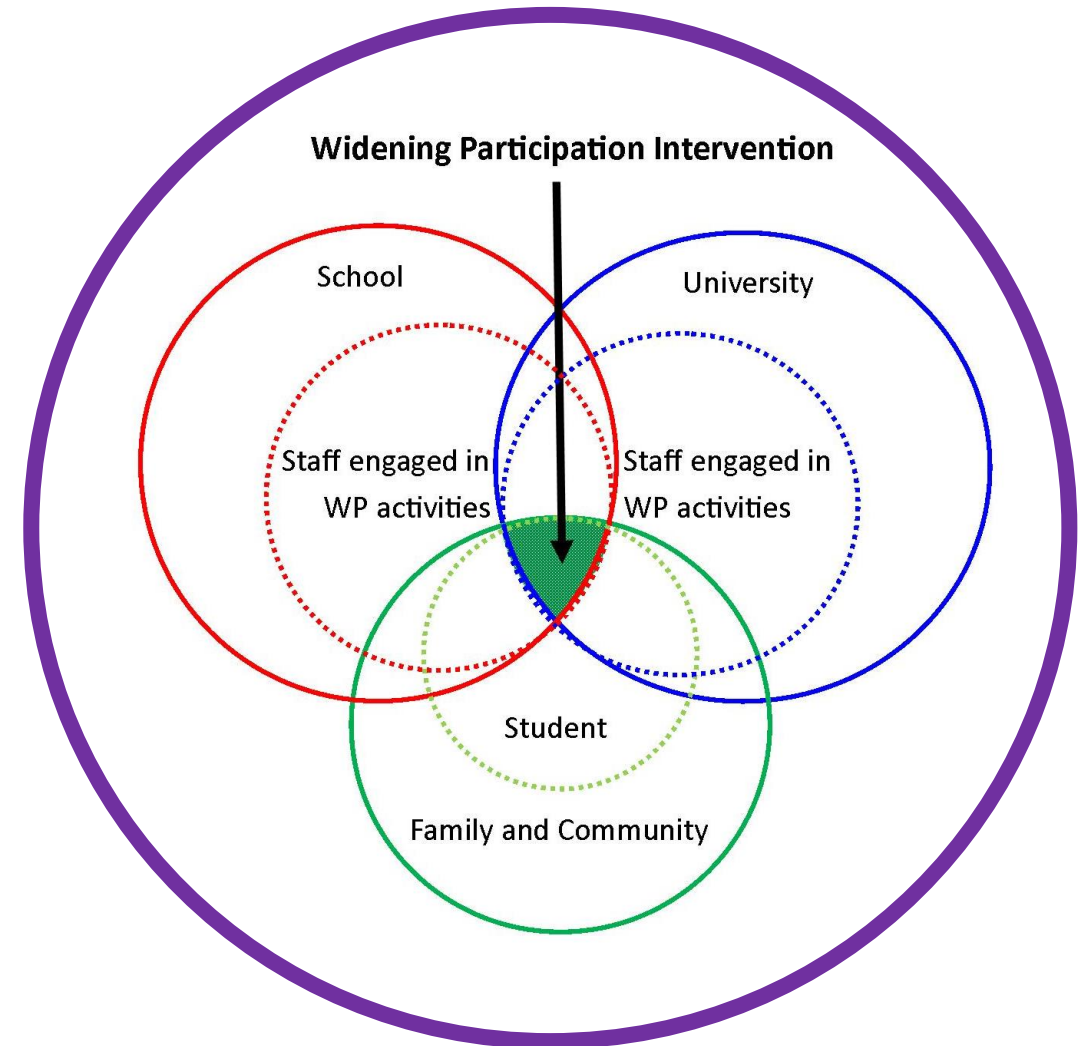 Widening Participation Intervention
School
University
Staff engaged in
WP activities
Staff engaged in
WP activities
Student
Family and Community